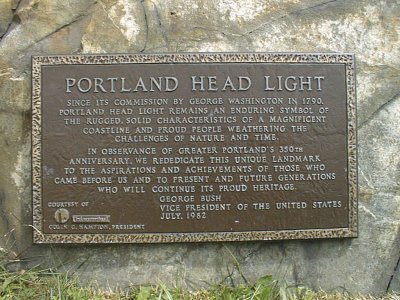 PORTLAND HEAD LIGHT
SINCE ITS COMMISSION BY GEORGE WASHINGTON IN 1790,
PORTLAND HEAD LIGHT REMAINS AN ENDURING SYMBOL OF
THE RUGGED, SOLID CHARACTERISTICS OF A MAGNIFICENT
COASTLINE AND PROUD PEOPLE WEATHERING THE
CHALLENGES OF NATURE AND TIME.
IN OBSERVANCE OF GREATER PORTLAND'S 350TH
ANNIVERSARY, WE REDEDICATE THIS UNIQUE LANDMARK
TO THE ASPIRATIONS AND ACHIEVEMENTS OF THOSE WHO
CAME BEFORE US AND TO PRESENT AND FUTURE GENERATIONS
WHO WILL CONTINUE ITS PROUD HERITAGE.
GEORGE BUSH
VICE PRESIDENT OF THE UNITED STATES
JULY, 1982
COURTESY OF
C. HAMPTON, PRESIDENT